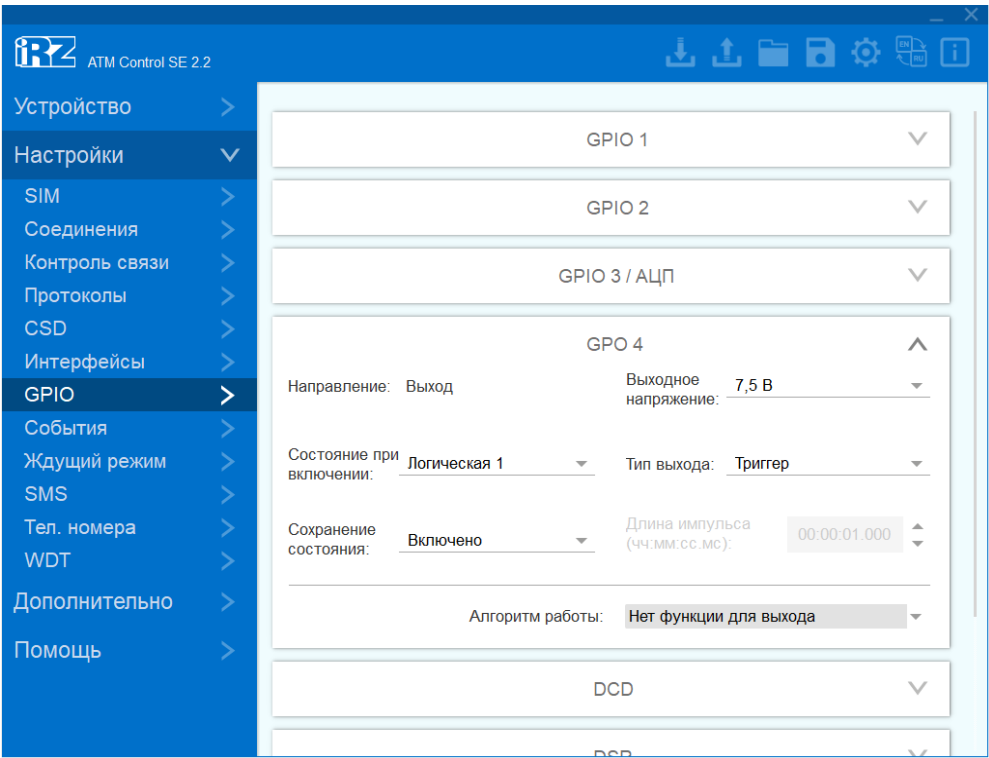 iRZ ATM Control SE 2.2
EN
RU
Устройство
Настройки
SIM
Соединения
Контроль связи
Протоколы
CSD
Интерфейсы
GPIO
События
Ждущий режим
SMS
Тел. номера
WDT
Дополнительно
Помощь
GPIO 1
GPIO 2
GPIO 3 / АЦП
GPO 4
Направление: Выход
Выходное
напряжение: 7,5 В
Состояние при
включении: Логическая 1
Тип выхода: Триггер
Сохранение
состояния: Включено
Длина импульса
(чч:мм:сс.мс): 00:00:01.000
Алгоритм работы: Нет функции для выхода
DCD
DSR